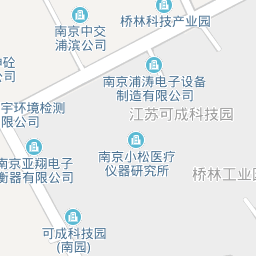 桥林科技产业园
南京中交
浦滨公司
砼
公司
南京浦涛电子设备
制造有限公司
宇环境检测
有限公司
江苏可成科技园
南京小松医疗
仪器研究所
南京亚翔电子
衡器有限公司
桥林工业
可成科技园
(南园)